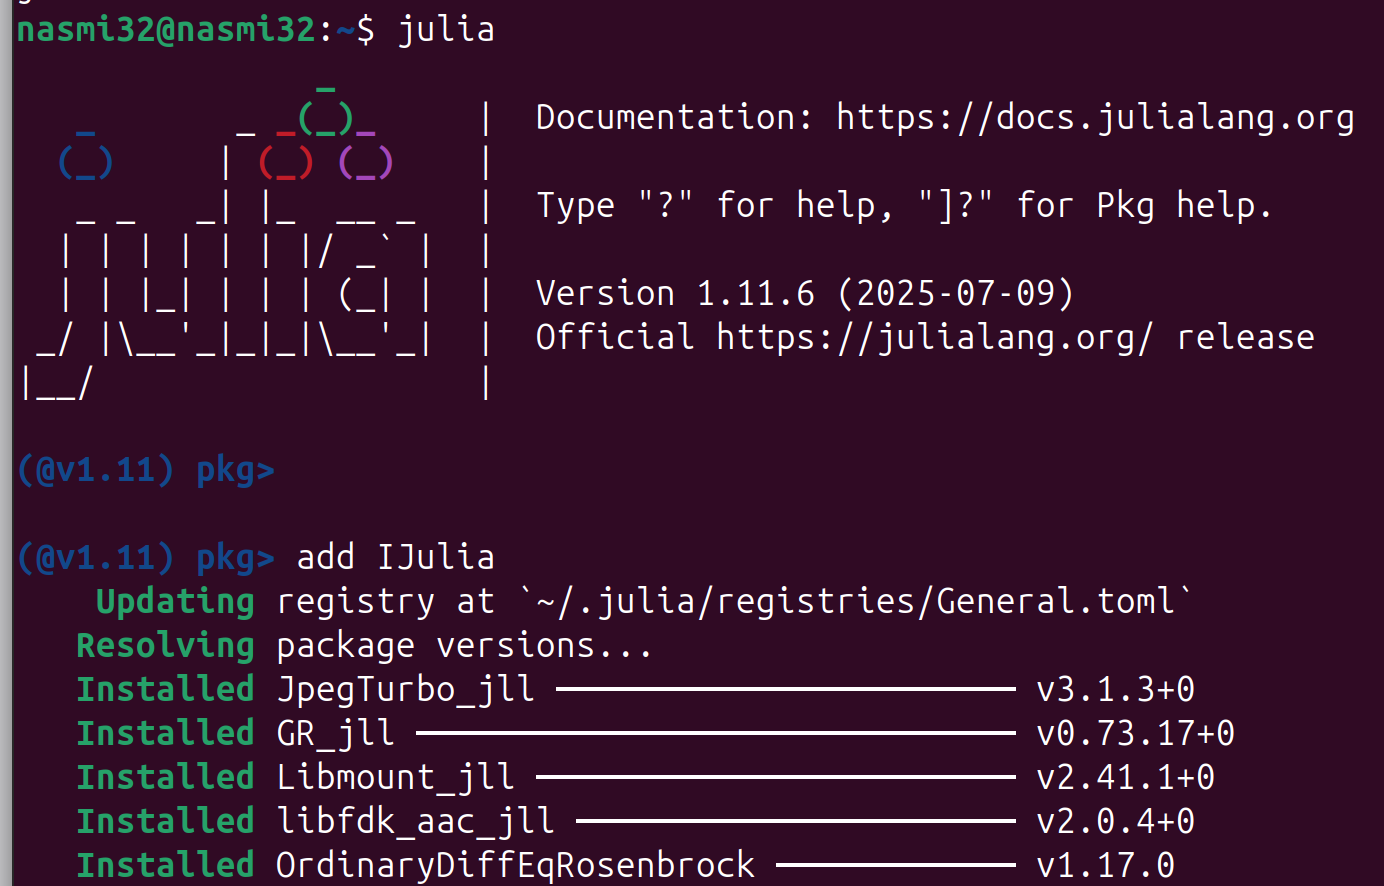 nasmi32@nasmi32:~$ julia
               _
   _       _ _(_)_     |  Documentation: https://docs.julialang.org
  (_)     | (_) (_)    |
   _ _   _| |_  __ _   |  Type "?" for help, "]?" for Pkg help.
  | | | | | | |/ _` |  |
  | | |_| | | | (_| |  |  Version 1.11.6 (2025-07-09)
 _/ |\__'_|_|_|\__'_|  |  Official https://julialang.org/ release
|__/                   |
(@v1.11) pkg>
(@v1.11) pkg> add IJulia
    Updating registry at `~/.julia/registries/General.toml`
   Resolving package versions...
   Installed JpegTurbo_jll ─────────────────────── v3.1.3+0
   Installed GR_jll ────────────────────────────── v0.73.17+0
   Installed Libmount_jll ──────────────────────── v2.41.1+0
   Installed libfdk_aac_jll ────────────────────── v2.0.4+0
   Installed OrdinaryDiffEqRosenbrock ──────────── v1.17.0